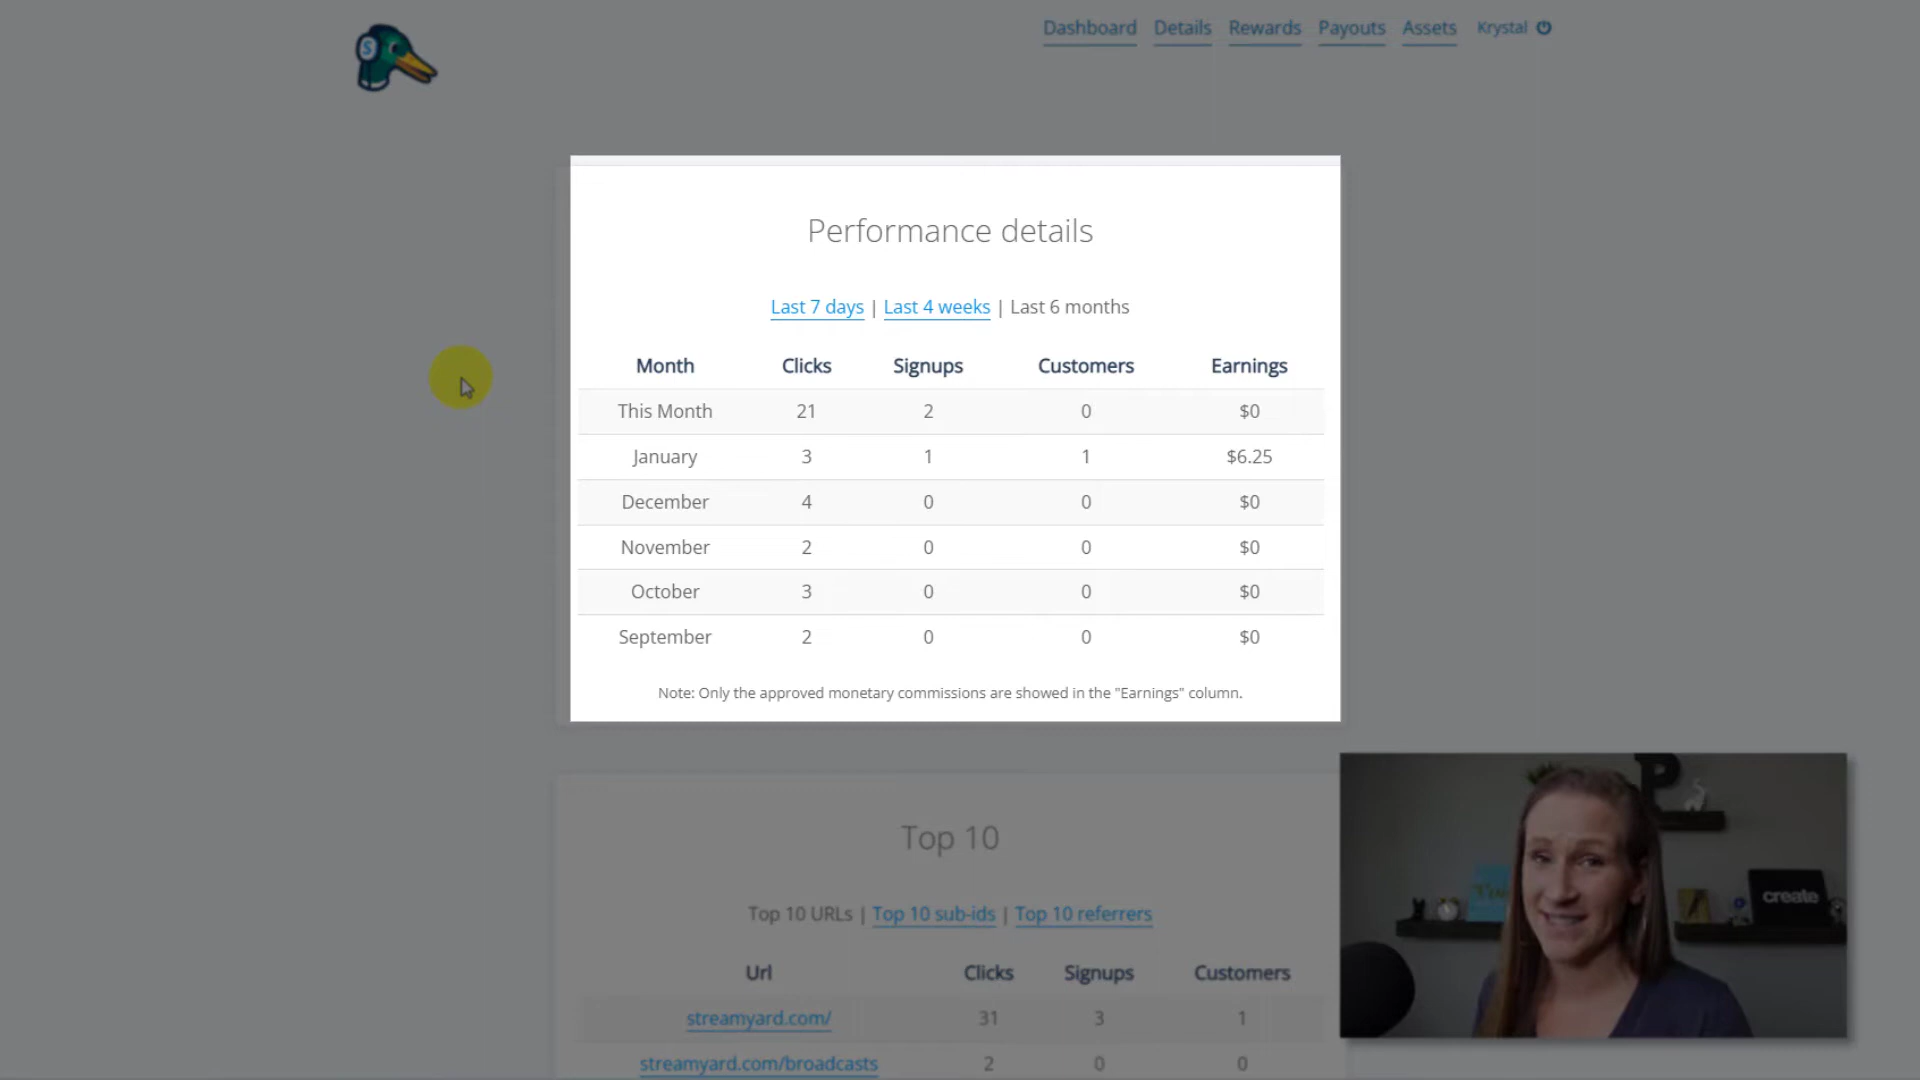 Dashboard Details Rewards Payouts Assets Krystal
S
Performance details
Last 7 days | Last 4 weeks | Last 6 months
Month Clicks Signups Customers Earnings
This Month 21 2 0 $0
January 3 1 1 $6.25
December 4 0 0 $0
November 2 0 0 $0
October 3 0 0 $0
September 2 0 0 $0
Note: Only the approved monetary commissions are showed in the "Earnings" column.
Top 10
Top 10 URLs | Top 10 sub-ids | Top 10 referrers
Url Clicks Signups Customers
streamyard.com/ 31 3 1
streamyard.com/broadcasts 2 0 0
P
create